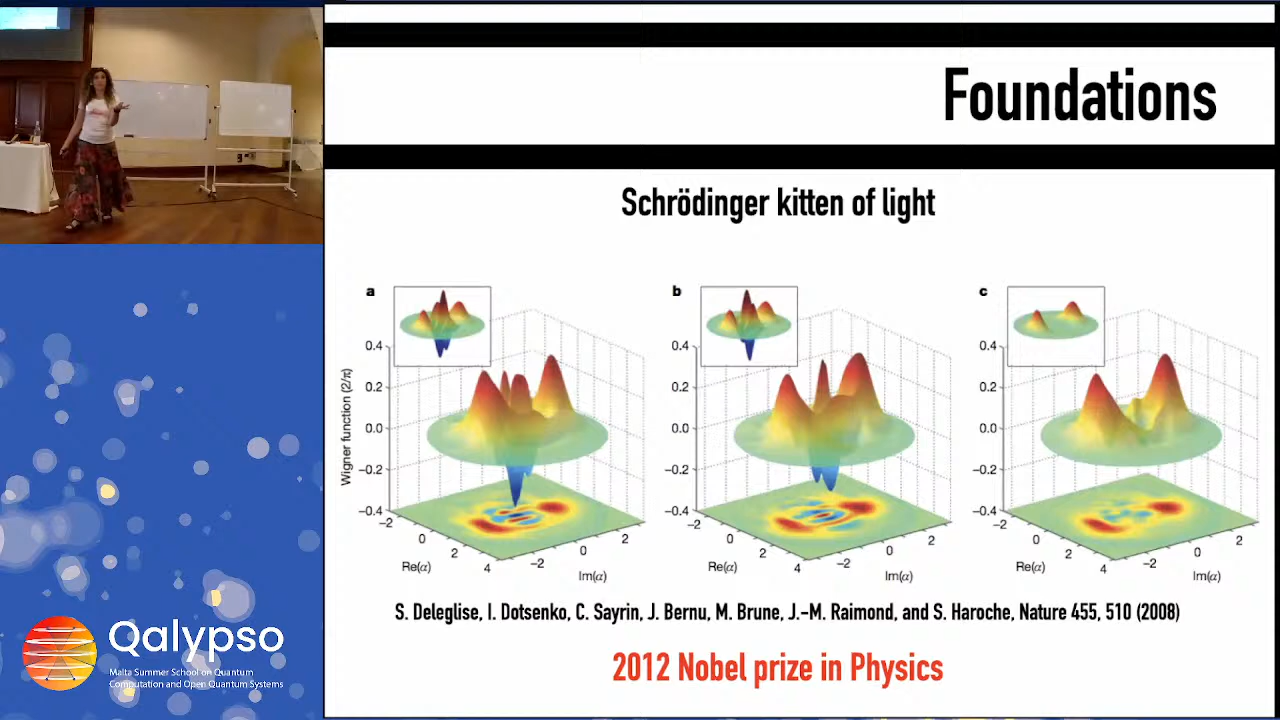 Foundations
Schrödinger kitten of light
a
b
c
Wigner function (2/π)
0.4
0.2
0.0
−0.2
−0.4
−2
0
2
4
Re(α)
−2
0
2
Im(α)
0.4
0.2
0.0
−0.2
−0.4
−2
0
2
4
Re(α)
−2
0
2
Im(α)
0.4
0.2
0.0
−0.2
−0.4
−2
0
2
4
Re(α)
−2
0
2
Im(α)
S. Deleglise, I. Dotsenko, C. Sayrin, J. Bernu, M. Brune, J.-M. Raimond, and S. Haroche, Nature 455, 510 (2008)
2012 Nobel prize in Physics
Qalypso
Malta Summer School on Quantum
Computation and Open Quantum Systems